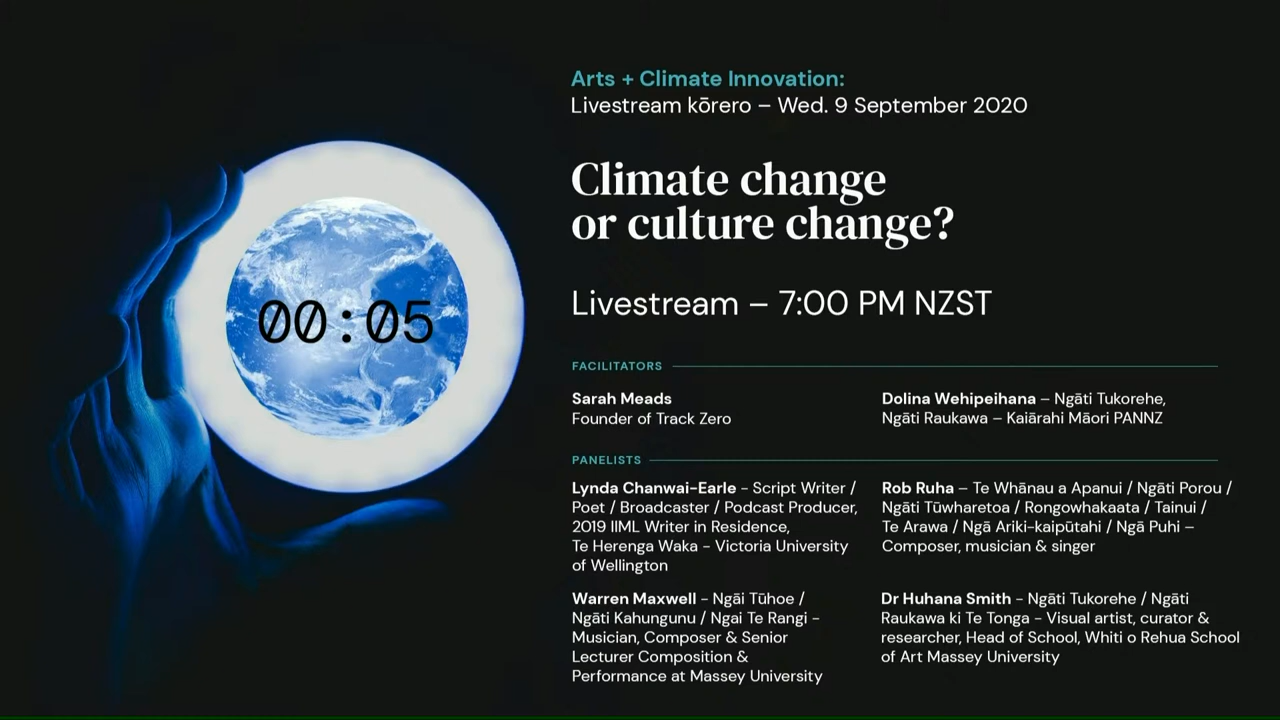 Arts + Climate Innovation:
Livestream kōrero – Wed. 9 September 2020
Climate change
or culture change?
Livestream – 7:00 PM NZST
00:05
FACILITATORS
Sarah Meads
Founder of Track Zero
Dolina Wehipeihana – Ngāti Tukorehe,
Ngāti Raukawa – Kaiārahi Māori PANNZ
PANELISTS
Lynda Chanwai-Earle - Script Writer /
Poet / Broadcaster / Podcast Producer,
2019 IIML Writer in Residence,
Te Herenga Waka - Victoria University
of Wellington
Rob Ruha – Te Whānau a Apanui / Ngāti Porou /
Ngāti Tūwharetoa / Rongowhakaata / Tainui /
Te Arawa / Ngā Ariki-kaipūtahi / Ngā Puhi –
Composer, musician & singer
Warren Maxwell - Ngāi Tūhoe /
Ngāti Kahungunu / Ngai Te Rangi -
Musician, Composer & Senior
Lecturer Composition &
Performance at Massey University
Dr Huhana Smith - Ngāti Tukorehe / Ngāti
Raukawa ki Te Tonga - Visual artist, curator &
researcher, Head of School, Whiti o Rehua School
of Art Massey University